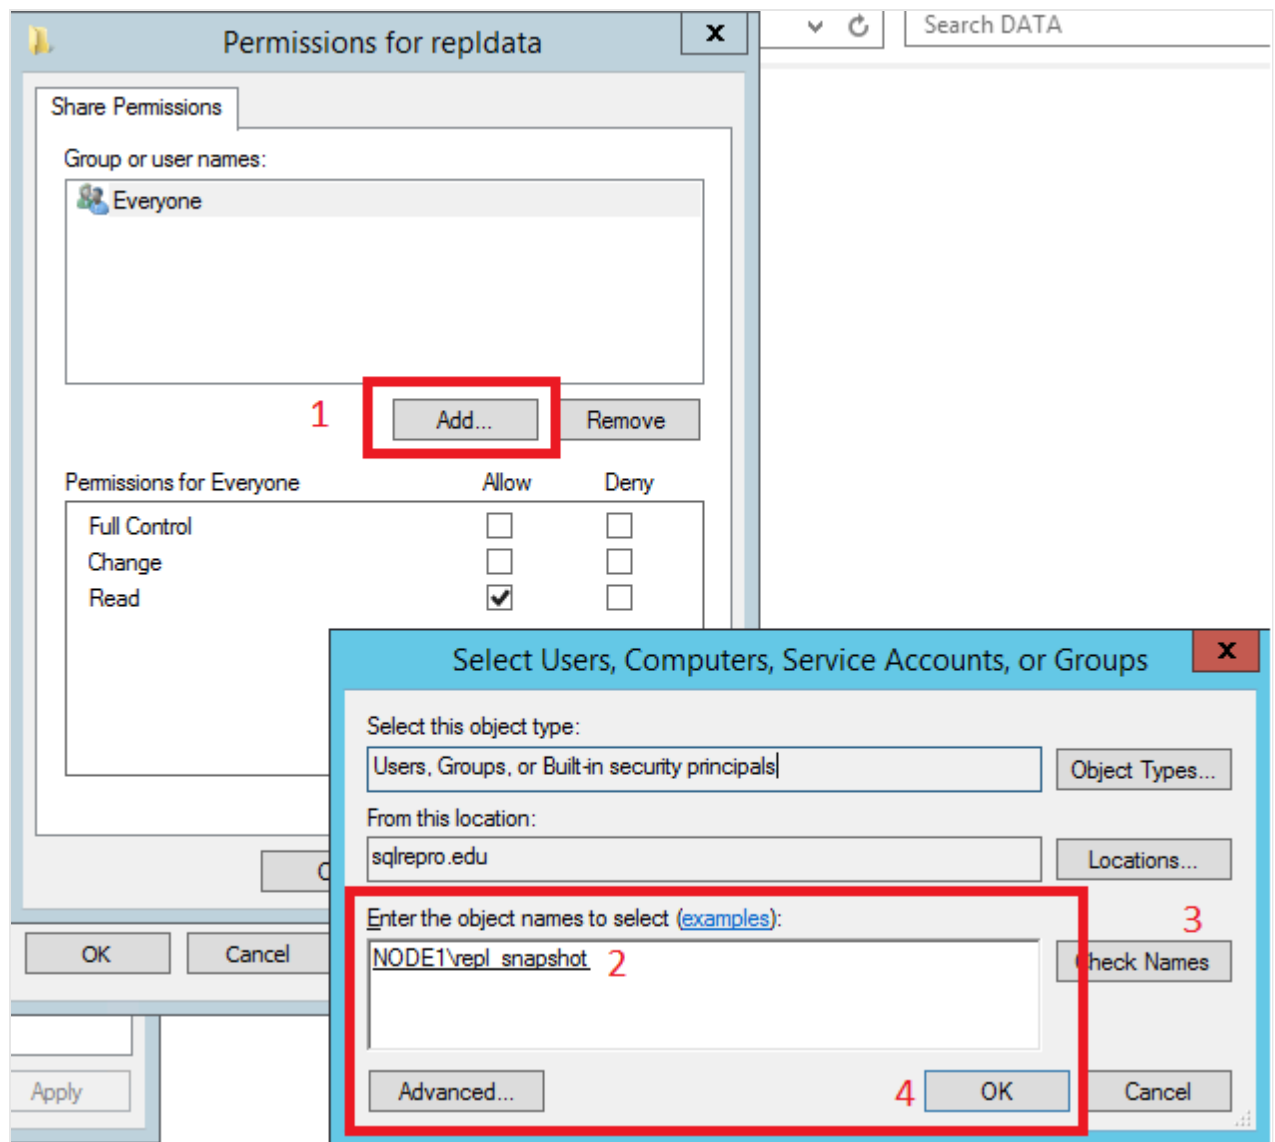 Permissions for repldata
x
Search DATA
Share Permissions
Group or user names:
Everyone
1
Add...
Remove
Permissions for Everyone
Allow
Deny
Full Control
Change
Read
Select Users, Computers, Service Accounts, or Groups
x
Select this object type:
Users, Groups, or Built-in security principals
Object Types...
From this location:
sqlrepro.edu
Locations...
Enter the object names to select (examples):
3
NODE1\repl_snapshot
2
Check Names
OK
Cancel
Advanced...
4
OK
Cancel
Apply